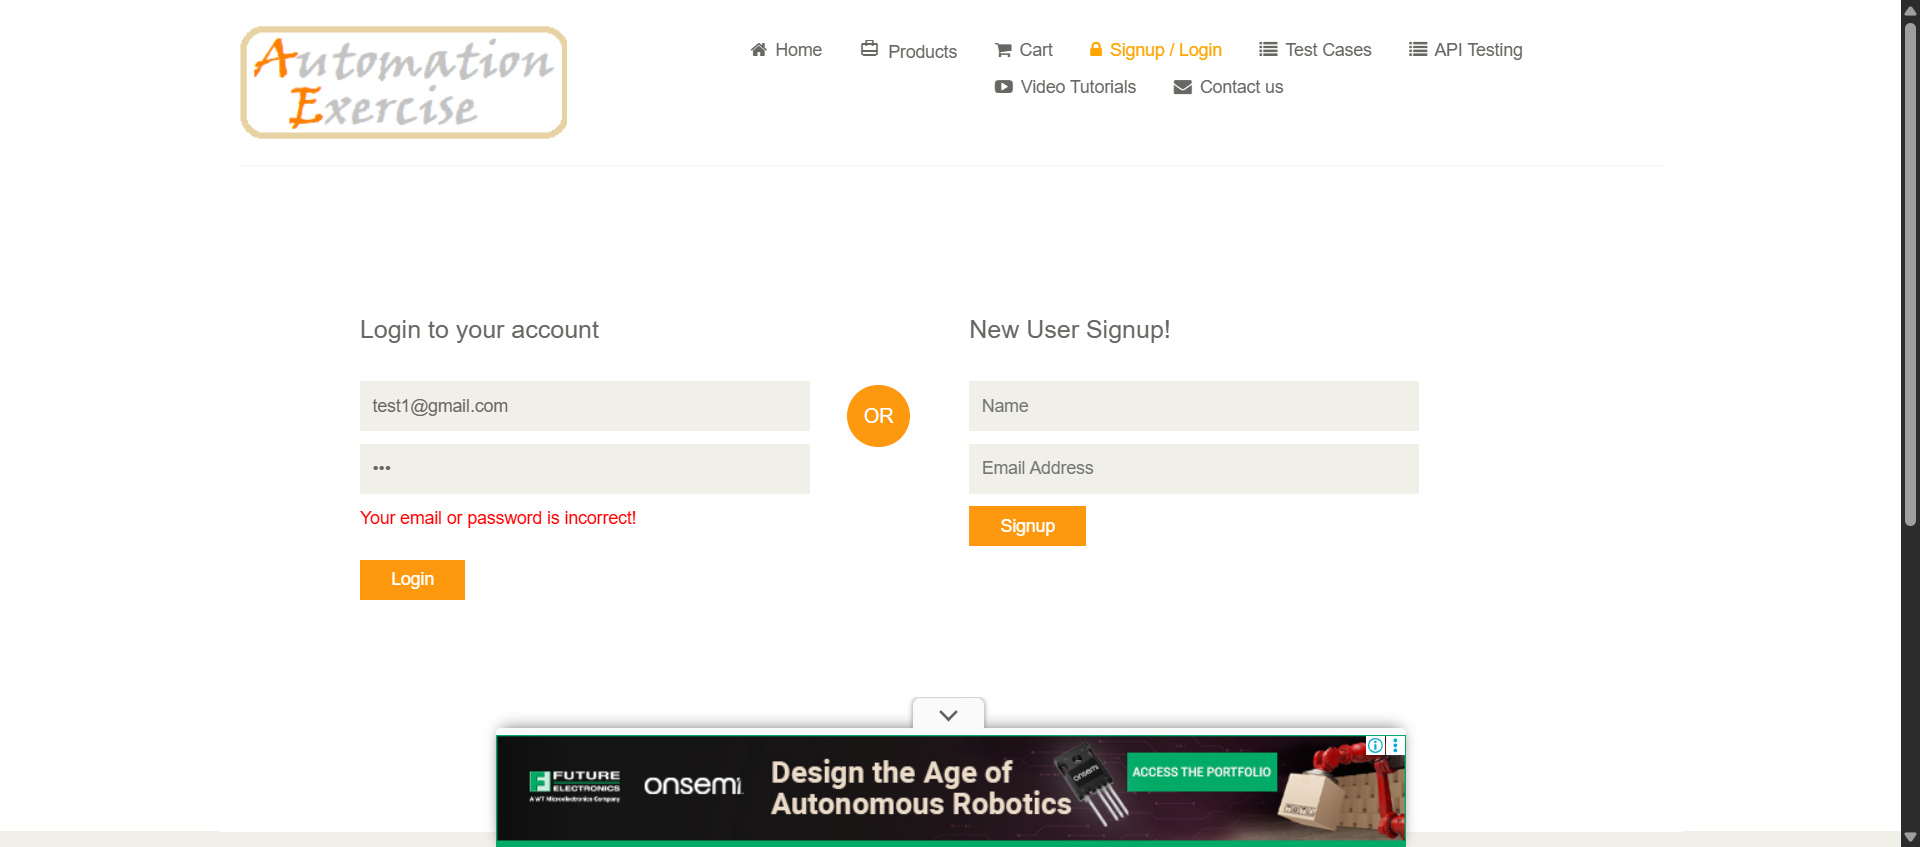 Automation
Exercise
Home
Products
Cart
Signup / Login
Test Cases
API Testing
Video Tutorials
Contact us
Login to your account
test1@gmail.com
•••
Your email or password is incorrect!
Login
OR
New User Signup!
Name
Email Address
Signup
FUTURE
ELECTRONICS
A WT Microelectronics Company
onsemi
Design the Age of
Autonomous Robotics
onsemi
ACCESS THE PORTFOLIO